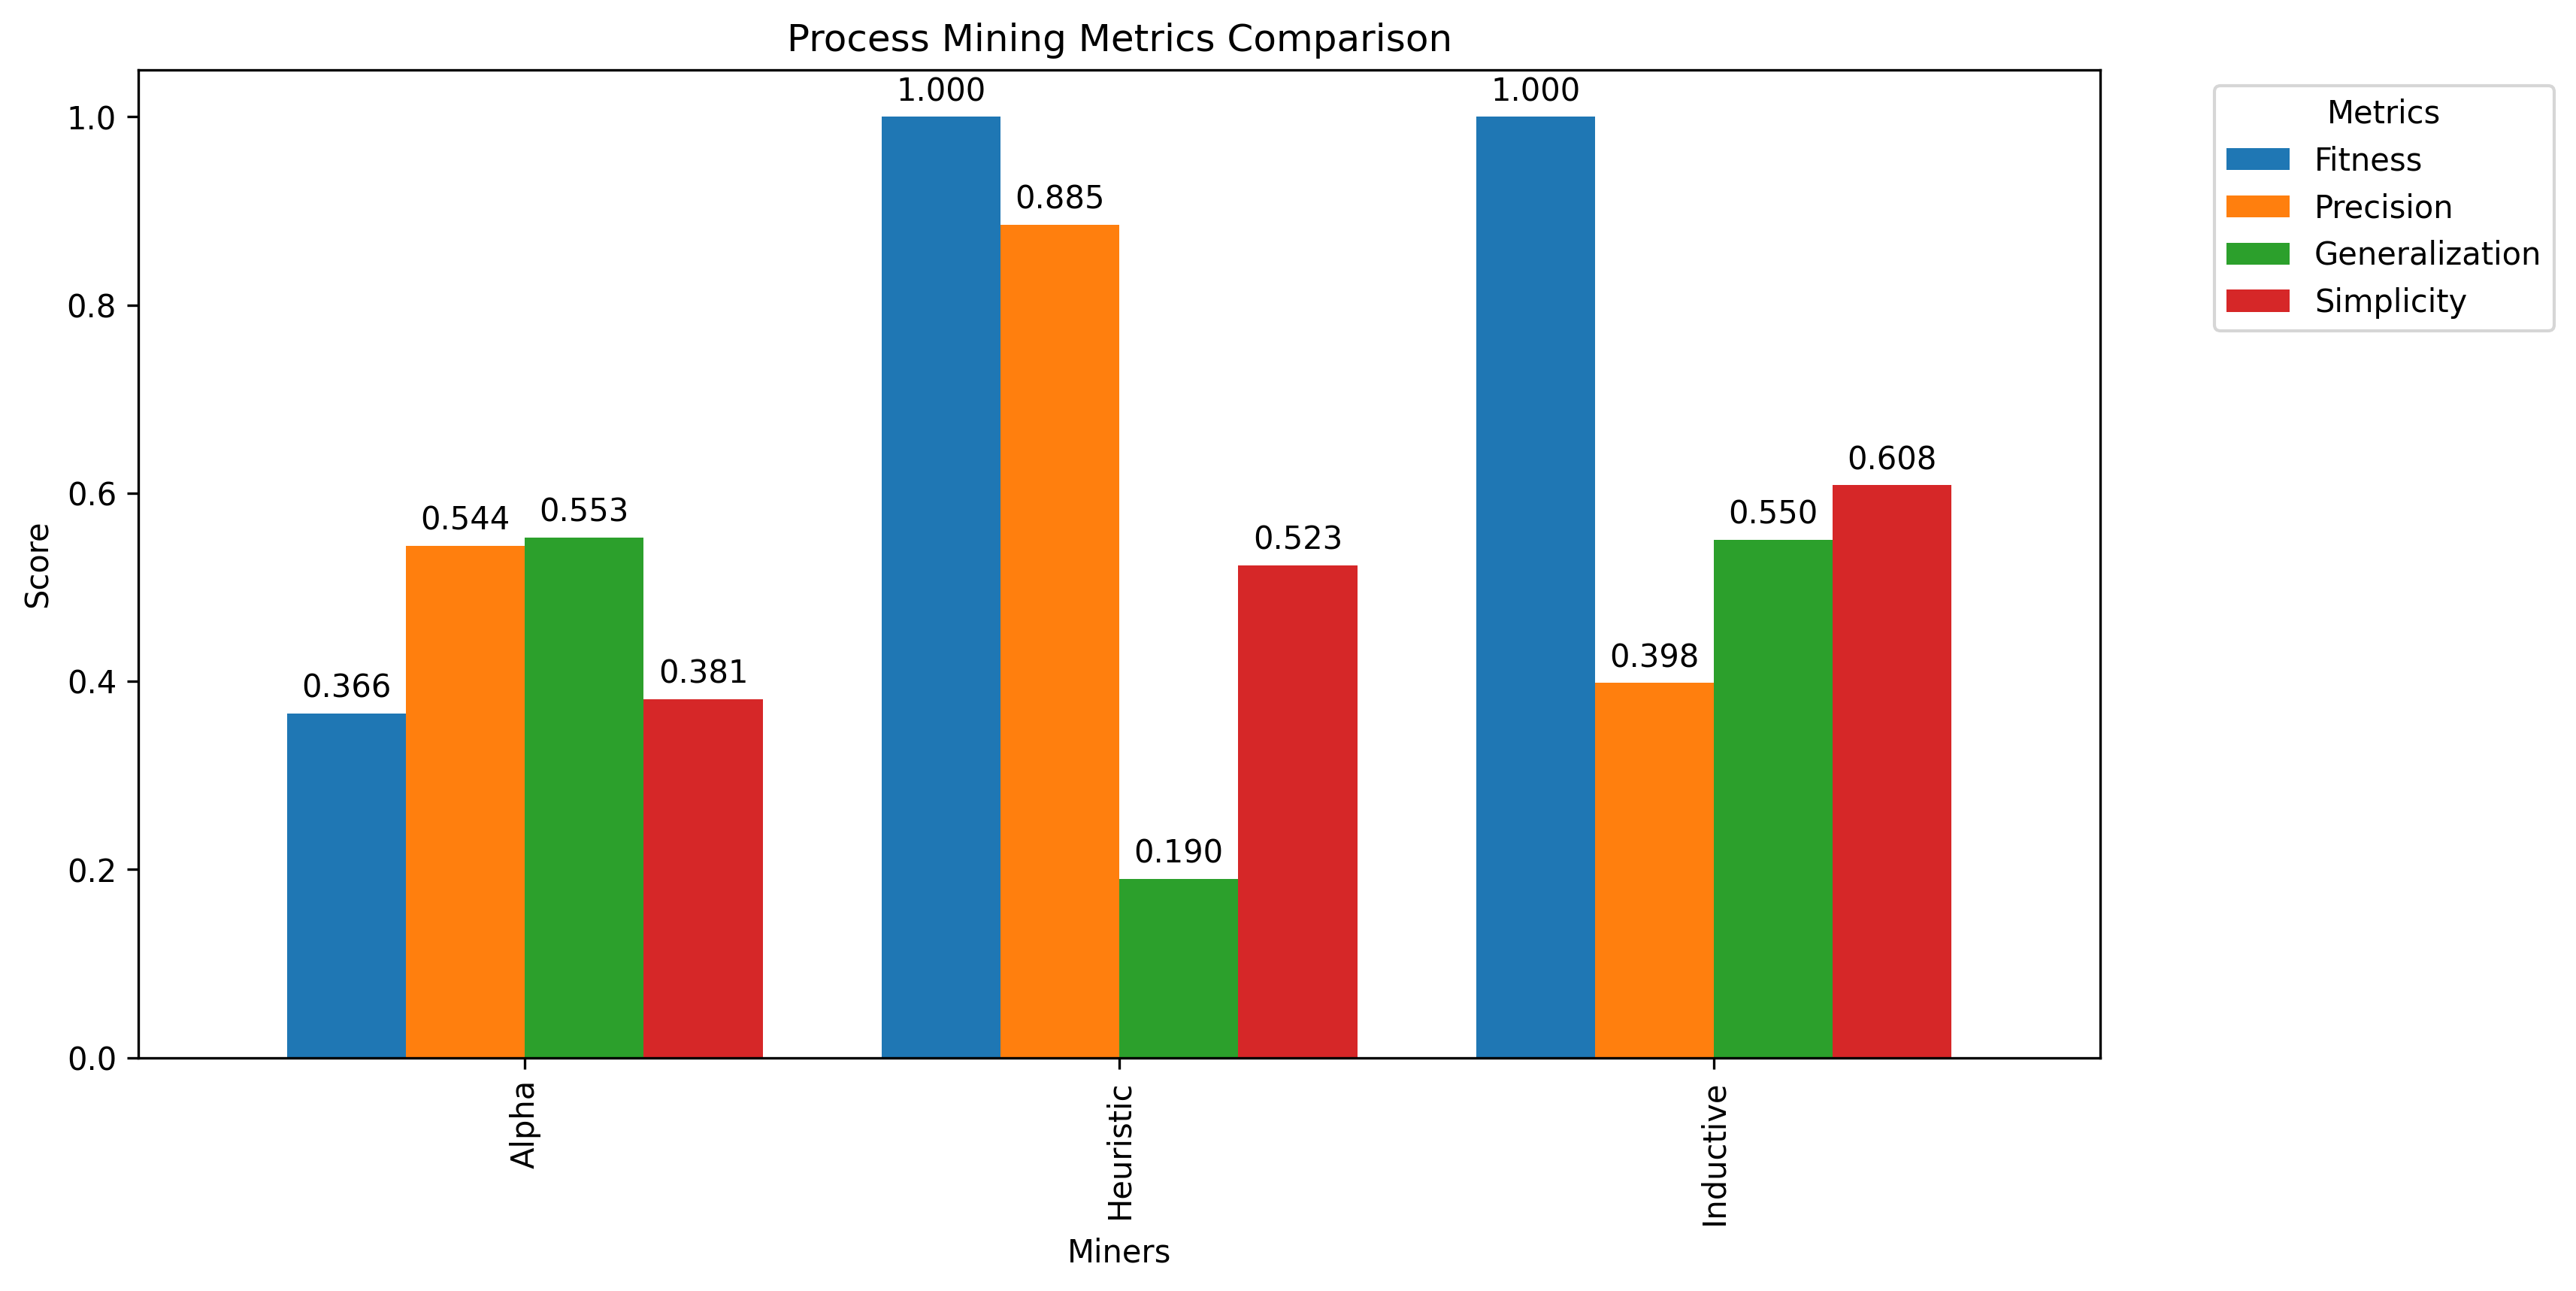 Process Mining Metrics Comparison
1.000
1.000
Metrics
Fitness
Precision
Generalization
Simplicity
1.0
0.885
0.8
0.608
0.6
0.544
0.553
0.523
0.550
Score
0.4
0.366
0.381
0.398
0.2
0.190
0.0
Alpha
Heuristic
Inductive
Miners